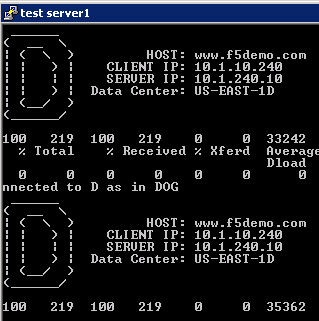 test server1
HOST: www.f5demo.com
CLIENT IP: 10.1.10.240
SERVER IP: 10.1.240.10
Data Center: US-EAST-1D
100 219 100 219 0 0 33242
% Total % Received % Xferd Average
Dload
0 0 0 0 0 0 0
nnected to D as in DOG
HOST: www.f5demo.com
CLIENT IP: 10.1.10.240
SERVER IP: 10.1.240.10
Data Center: US-EAST-1D
100 219 100 219 0 0 35362